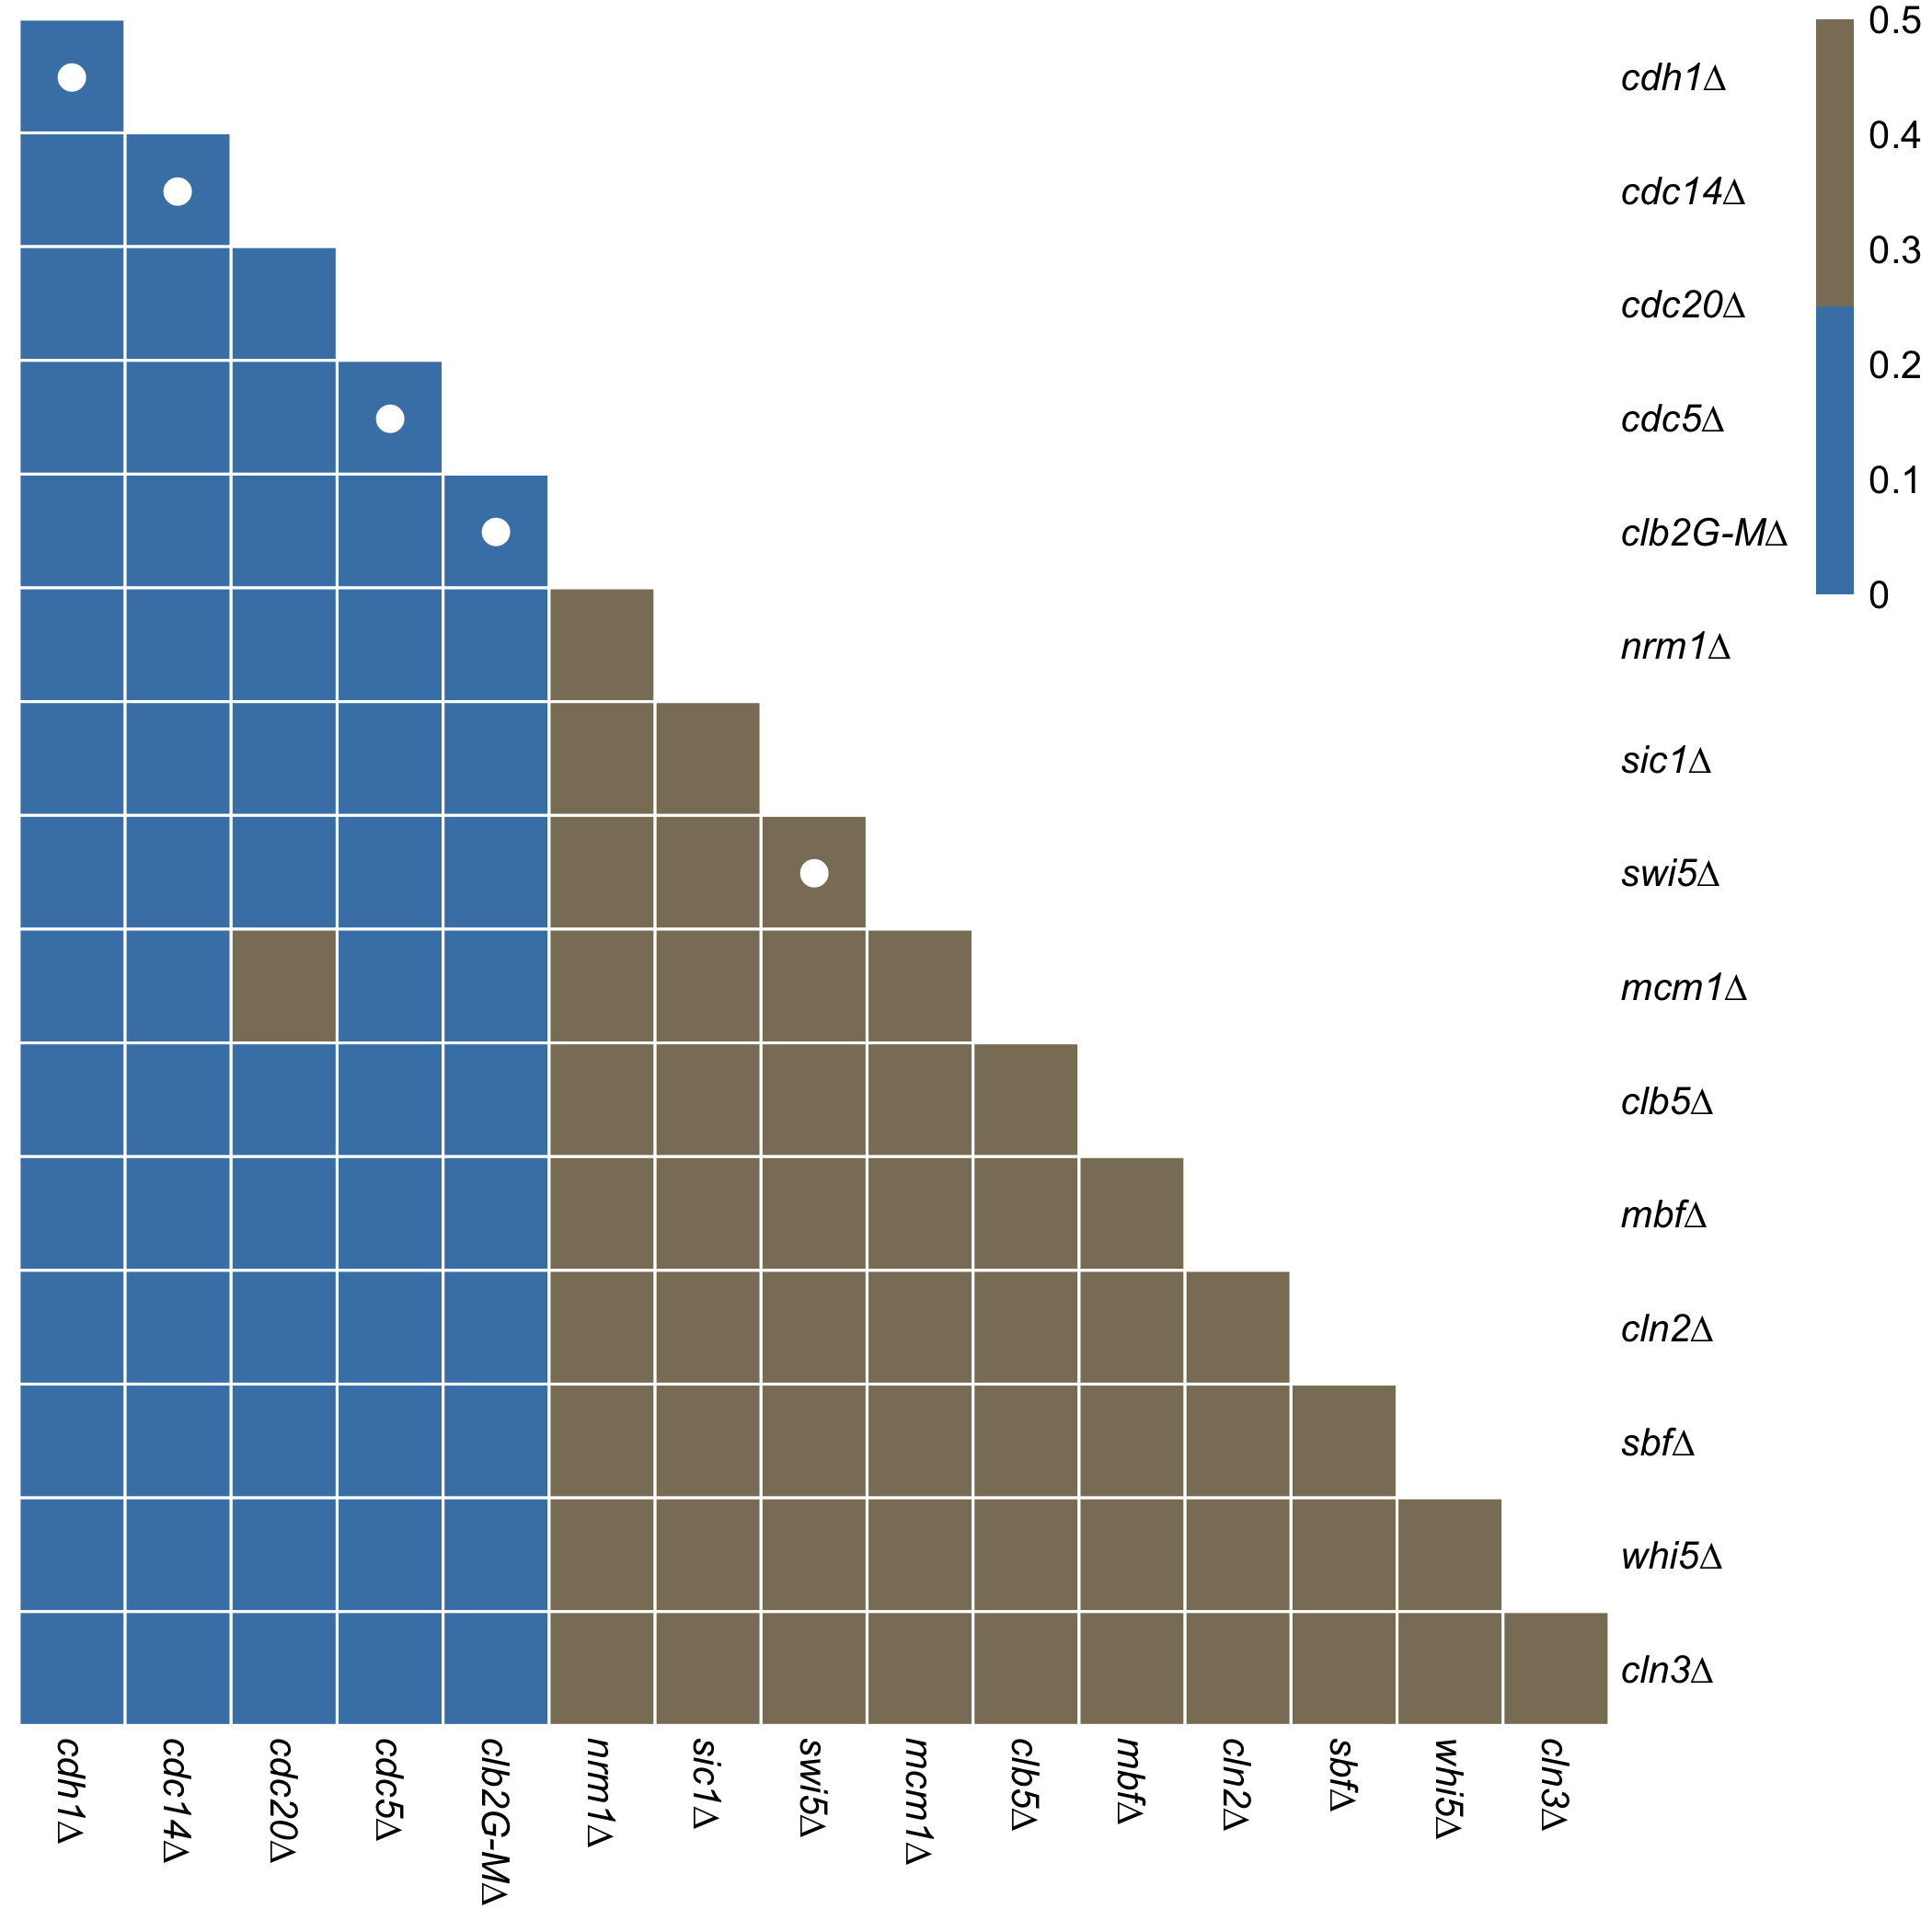 0.5
cdh1Δ
0.4
cdc14Δ
0.3
cdc20Δ
0.2
cdc5Δ
0.1
clb2G-MΔ
0
nrm1Δ
sic1Δ
swi5Δ
mcm1Δ
clb5Δ
mbfΔ
cln2Δ
sbfΔ
whi5Δ
cln3Δ
cdh1Δ
cdc14Δ
cdc20Δ
cdc5Δ
clb2G-MΔ
nrm1Δ
sic1Δ
swi5Δ
mcm1Δ
clb5Δ
mbfΔ
cln2Δ
sbfΔ
whi5Δ
cln3Δ